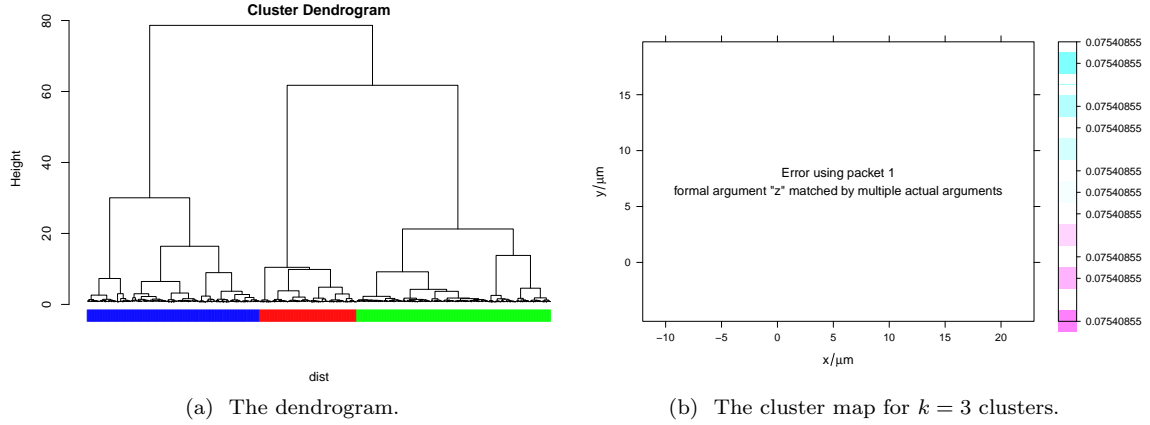 Cluster Dendrogram
80
60
40
20
0
Height
dist
(a) The dendrogram.
15
10
5
0
y/μm
Error using packet 1
formal argument "z" matched by multiple actual arguments
−10
−5
0
5
10
15
20
x/μm
0.07540855
0.07540855
0.07540855
0.07540855
0.07540855
0.07540855
0.07540855
0.07540855
0.07540855
0.07540855
(b) The cluster map for k = 3 clusters.